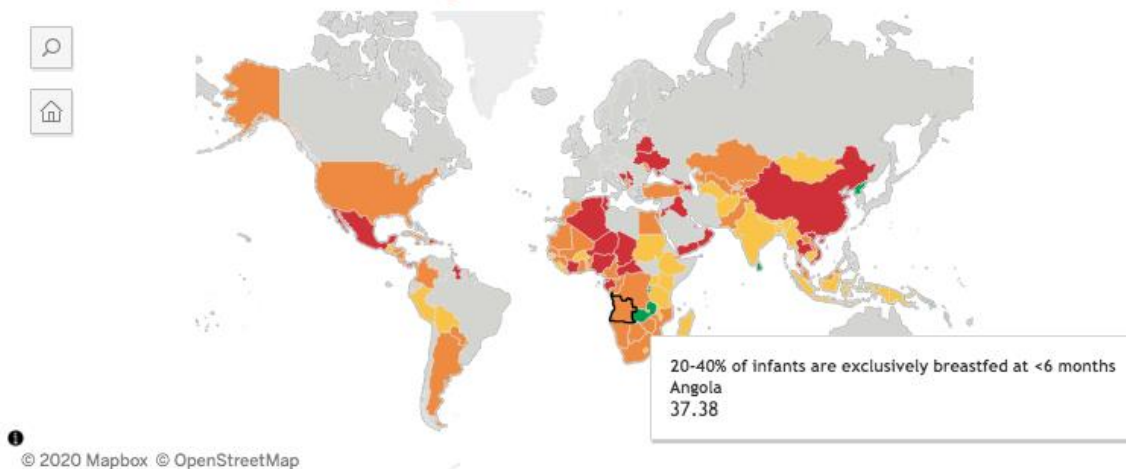 20-40% of infants are exclusively breastfed at <6 months
Angola
37.38
© 2020 Mapbox © OpenStreetMap